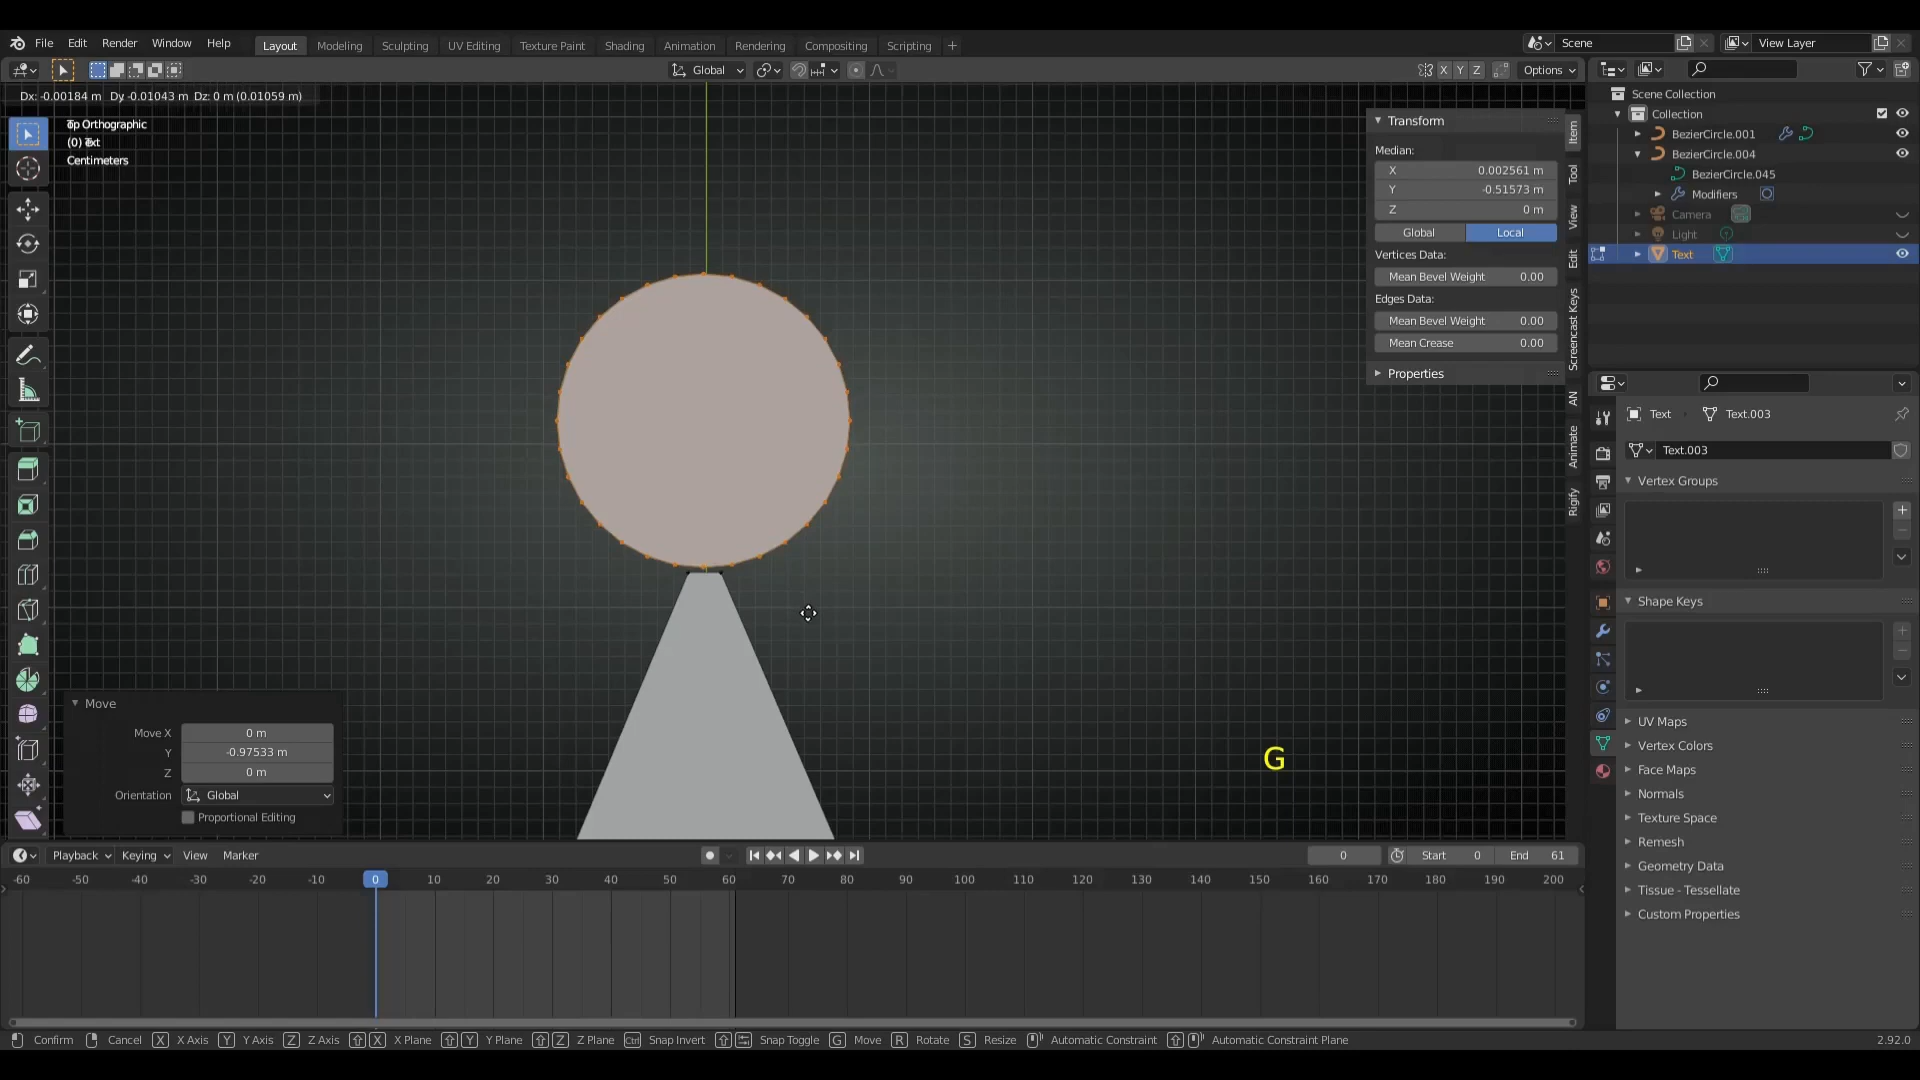 File Edit Render Window Help Layout Modeling Sculpting UV Editing Texture Paint Shading Animation Rendering Compositing Scripting + Scene View Layer
Global X Y Z Options
Dx: -0.00184 m Dy -0.01043 m Dz: 0 m (0.01059 m)
Centimeters
Transform
Median:
X 0.002561 m
Y -0.51573 m
Z 0 m
Global Local
Vertices Data:
Mean Bevel Weight 0.00
Edges Data:
Mean Bevel Weight 0.00
Mean Crease 0.00
Properties
Item
Tool
View
Edit
Screencast Keys
AN
Animate
Rigify
Scene Collection
Collection
BezierCircle.001
BezierCircle.004
BezierCircle.045
Modifiers
Camera
Light
Text
Text Text.003
Text.003
Vertex Groups
Shape Keys
UV Maps
Vertex Colors
Face Maps
Normals
Texture Space
Remesh
Geometry Data
Tissue - Tessellate
Custom Properties
Move
Move X 0 m
Y -0.97533 m
Z 0 m
Orientation Global
Proportional Editing
G
Playback Keying View Marker 0 Start 0 End 61
-60 -50 -40 -30 -20 -10 0 10 20 30 40 50 60 70 80 90 100 110 120 130 140 150 160 170 180 190 200
Confirm Cancel X X Axis Y Y Axis Z Z Axis X X Plane Y Y Plane Z Z Plane Ctrl Snap Invert Snap Toggle G Move R Rotate S Resize Automatic Constraint Automatic Constraint Plane 2.92.0